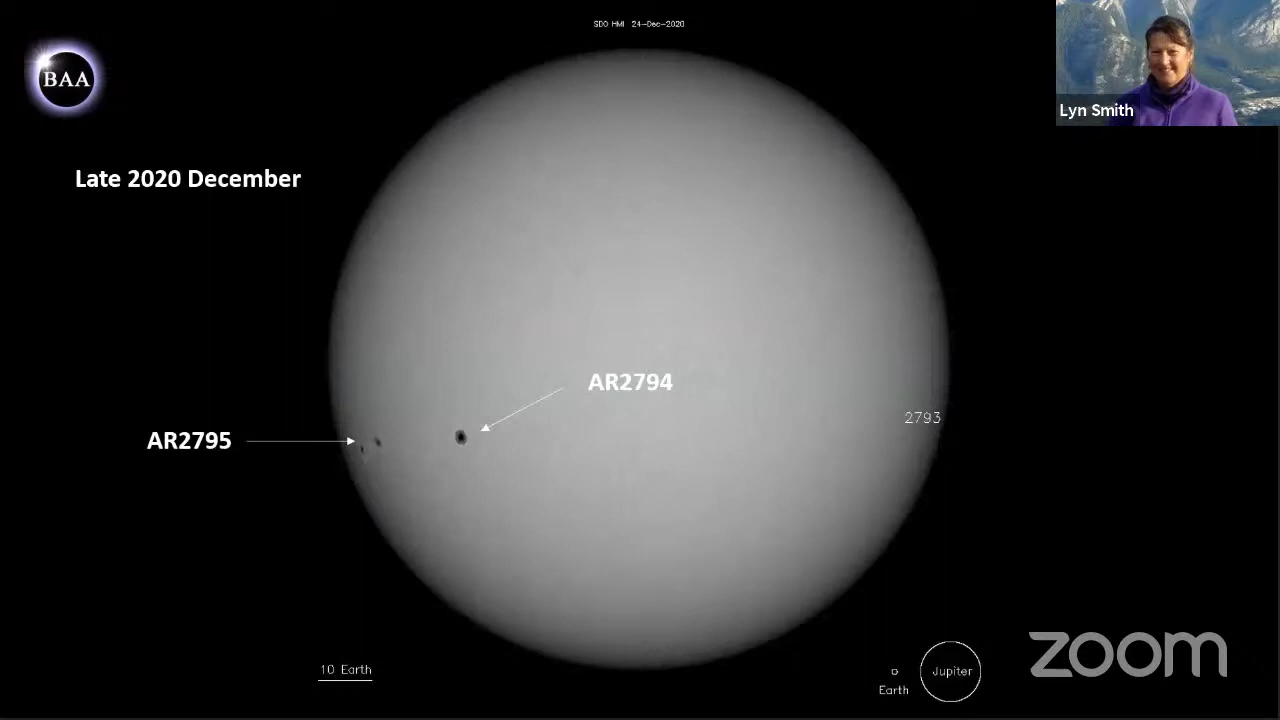 SDO HMI 24-Dec-2020
BAA
Lyn Smith
Late 2020 December
AR2794
2793
AR2795
10 Earth
Earth
Jupiter
zoom